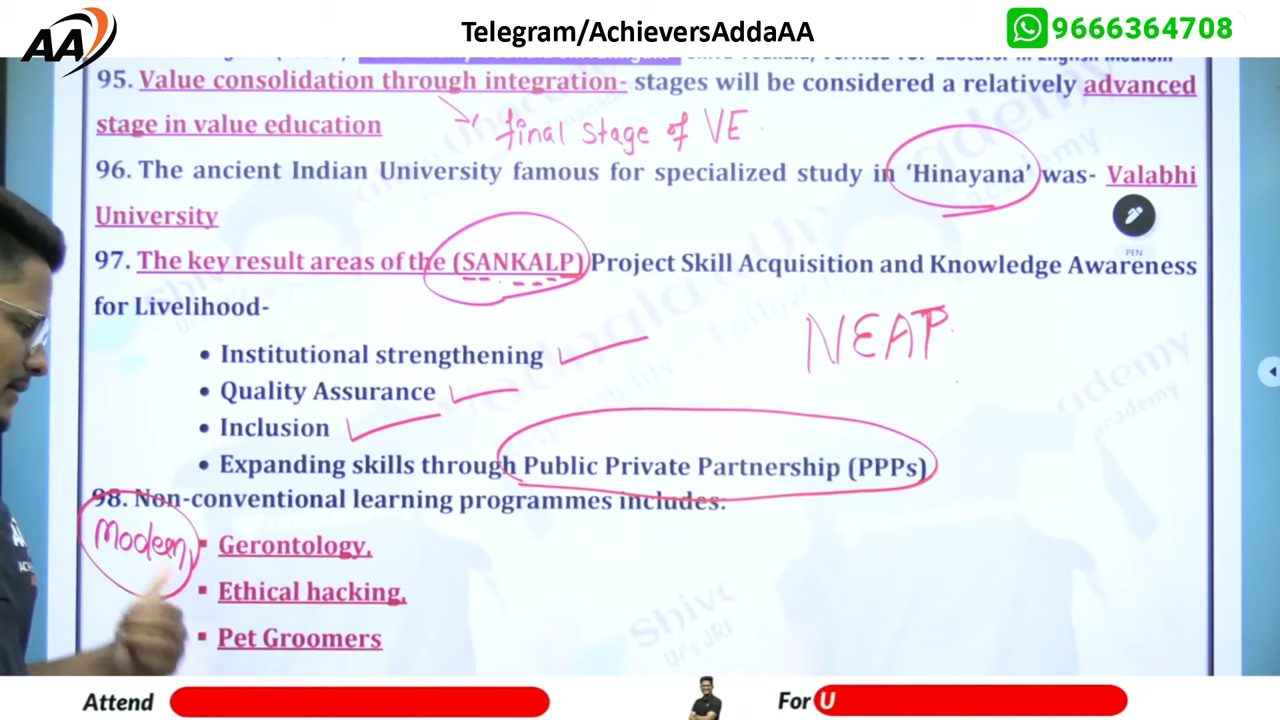 AA
Telegram/AchieversAddaAA
9666364708
95. Value consolidation through integration- stages will be considered a relatively advanced
stage in value education
final stage of VE
96. The ancient Indian University famous for specialized study in 'Hinayana' was- Valabhi
University
PEN
97. The key result areas of the (SANKALP) Project Skill Acquisition and Knowledge Awareness
for Livelihood-
NEAP
• Institutional strengthening
• Quality Assurance
• Inclusion
• Expanding skills through Public Private Partnership (PPPs)
98. Non-conventional learning programmes includes:
Modern
▪ Gerontology,
▪ Ethical hacking,
▪ Pet Groomers
Attend
For U